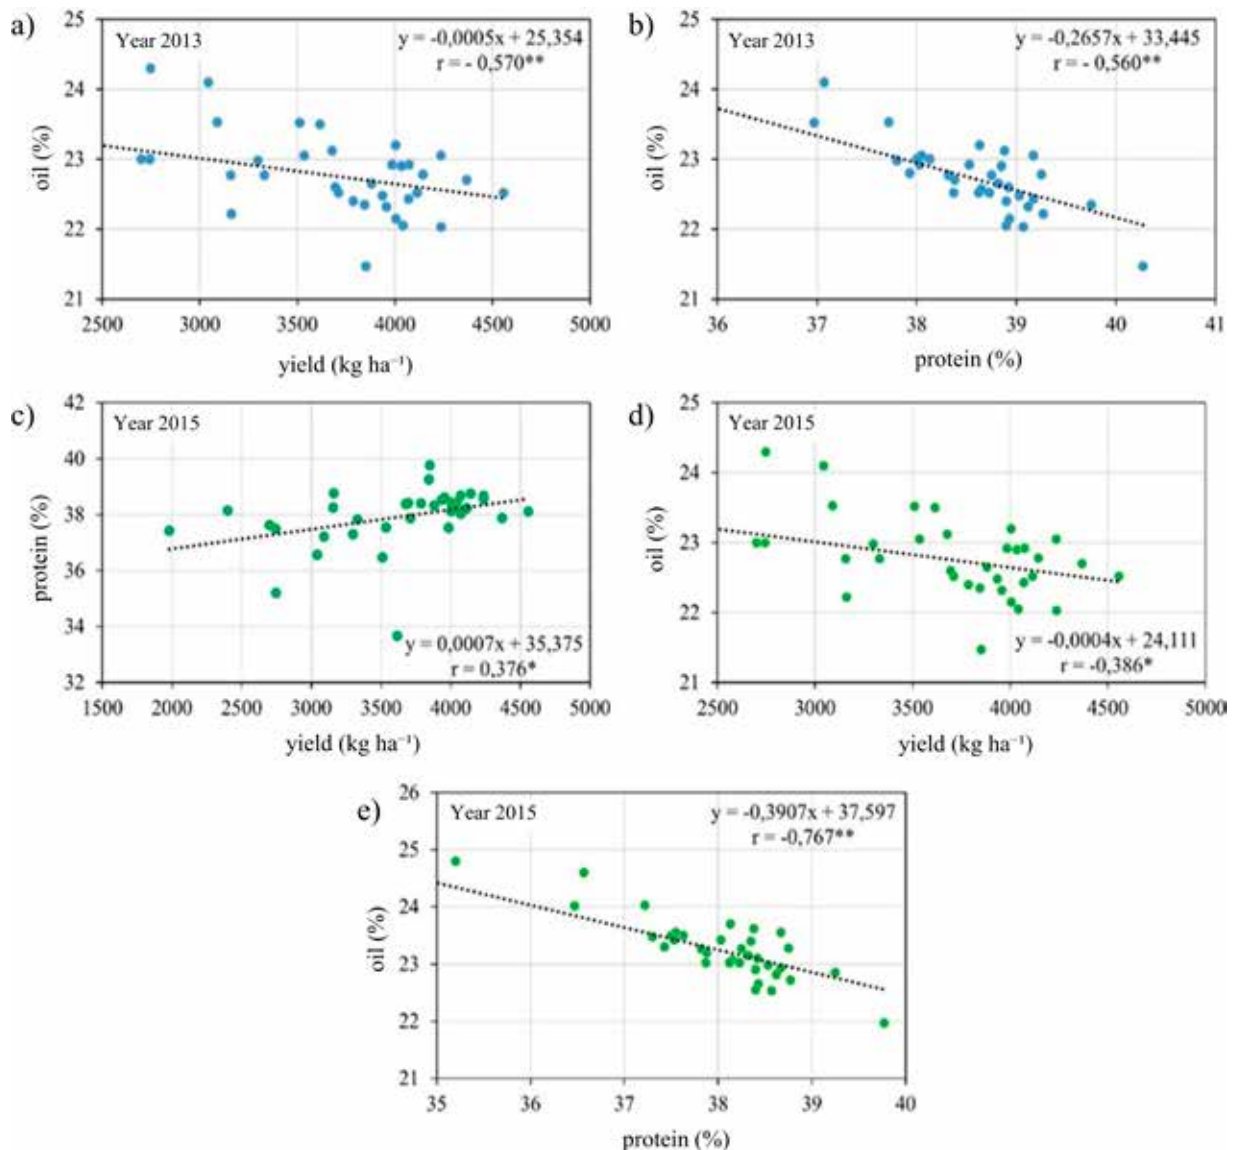 a)
Year 2013
y = -0,0005x + 25,354
r = - 0,570**
25
24
23
22
21
oil (%)
2500 3000 3500 4000 4500 5000
yield (kg ha⁻¹)
b)
Year 2013
y = -0,2657x + 33,445
r = - 0,560**
25
24
23
22
21
oil (%)
36 37 38 39 40 41
protein (%)
c)
Year 2015
42
40
38
36
34
32
protein (%)
y = 0,0007x + 35,375
r = 0,376*
1500 2000 2500 3000 3500 4000 4500 5000
yield (kg ha⁻¹)
d)
Year 2015
25
24
23
22
21
oil (%)
y = -0,0004x + 24,111
r = -0,386*
2500 3000 3500 4000 4500 5000
yield (kg ha⁻¹)
e)
Year 2015
y = -0,3907x + 37,597
r = -0,767**
26
25
24
23
22
21
oil (%)
35 36 37 38 39 40
protein (%)